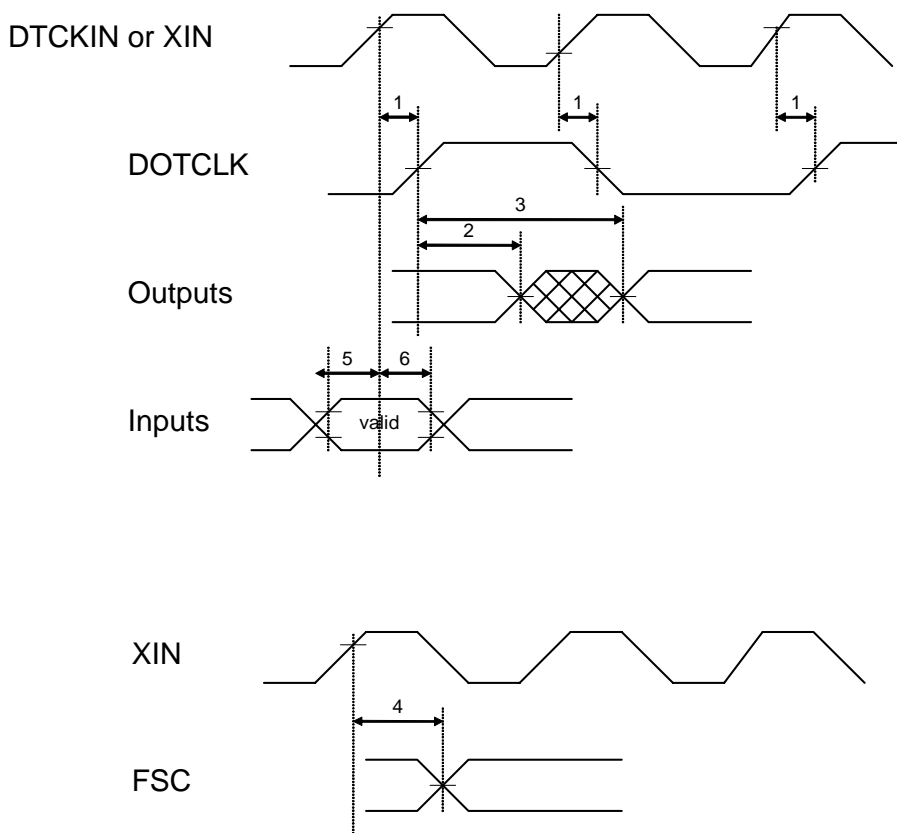 DTCKIN or XIN
1 1 1
DOTCLK
3
2
Outputs
5 6
Inputs
valid
XIN
4
FSC